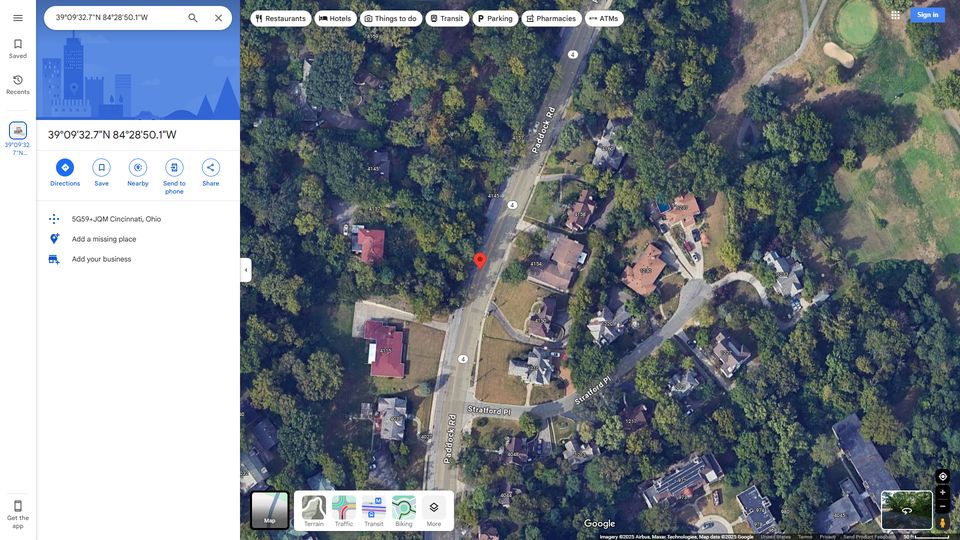 39°09'32.7"N 84°28'50.1"W
Restaurants
Hotels
Things to do
Transit
Parking
Pharmacies
ATMs
Sign in
Saved
Recents
39°09'32.
7"N...
39°09'32.7"N 84°28'50.1"W
Directions
Save
Nearby
Send to
phone
Share
5G59+JQM Cincinnati, Ohio
Add a missing place
Add your business
Get the
app
4
Paddock Rd
4
4154
4
4115
Stratford Pl
Stratford Pl
Paddock Rd
Map
Terrain
Traffic
Transit
Biking
More
Google
Imagery ©2025 Airbus, Maxar Technologies, Map data ©2025 Google
United States
Terms
Privacy
Send Product Feedback
50 ft